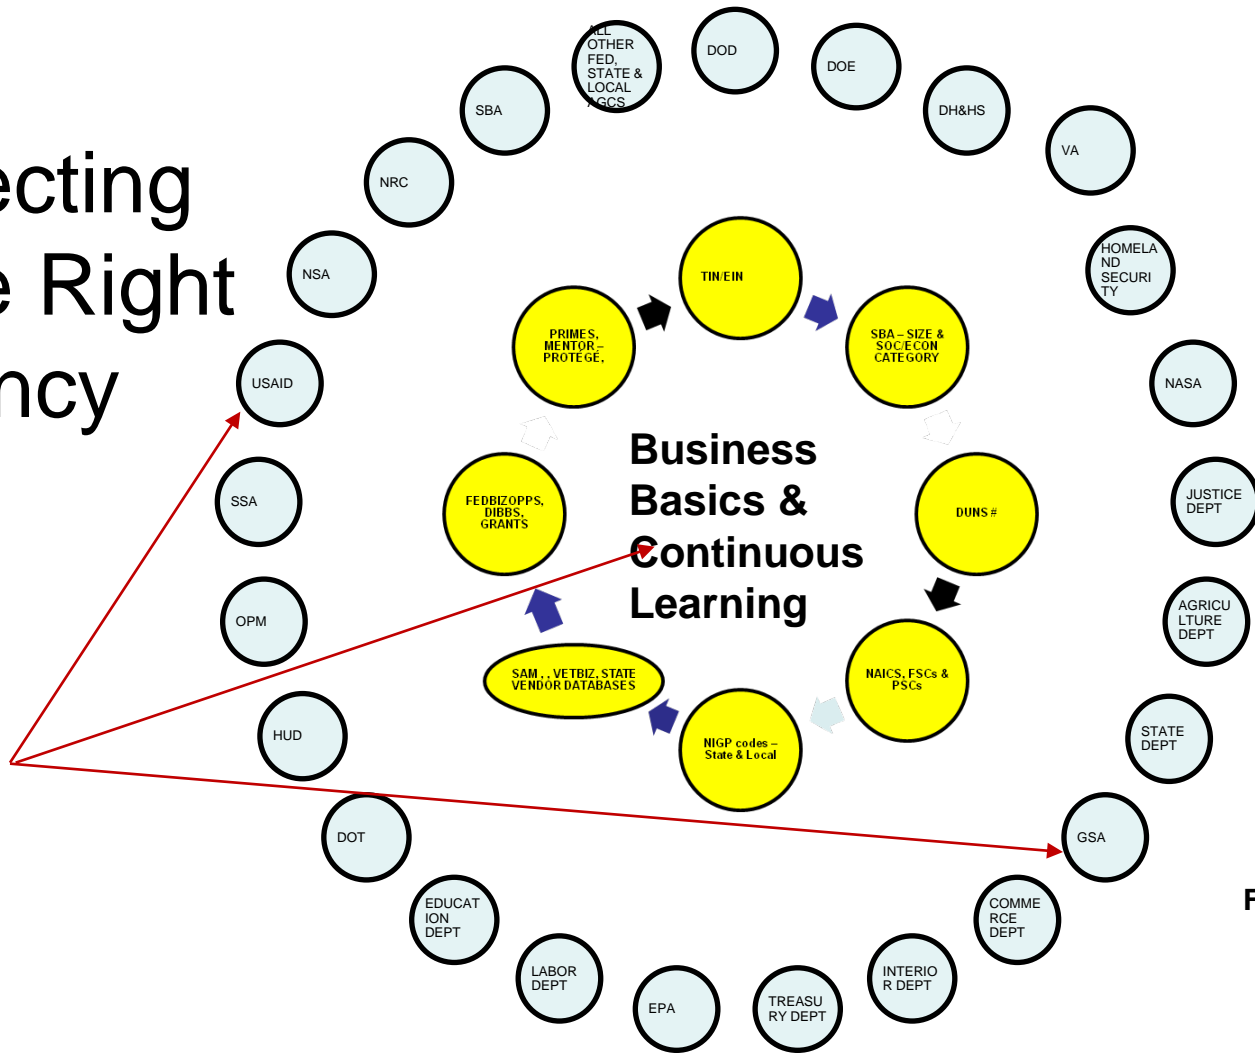 ecting
e Right
ncy
ALL
OTHER
FED,
STATE &
LOCAL
AGCS
DOD
DOE
DH&HS
VA
HOMELA
ND
SECURI
TY
NASA
JUSTICE
DEPT
AGRICU
LTURE
DEPT
STATE
DEPT
GSA
COMME
RCE
DEPT
INTERIO
R DEPT
TREASU
RY DEPT
EPA
LABOR
DEPT
EDUCAT
ION
DEPT
DOT
HUD
OPM
SSA
USAID
NSA
NRC
SBA
TIN/EIN
SBA – SIZE &
SOC/ECON
CATEGORY
DUNS #
NAICS, FSCs &
PSCs
NIGP codes –
State & Local
SAM , , VETBIZ, STATE
VENDOR DATABASES
FEDBIZOPPS,
DIBBS,
GRANTS
PRIMES,
MENTOR –
PROTÉGÉ,
Business
Basics &
Continuous
Learning
F